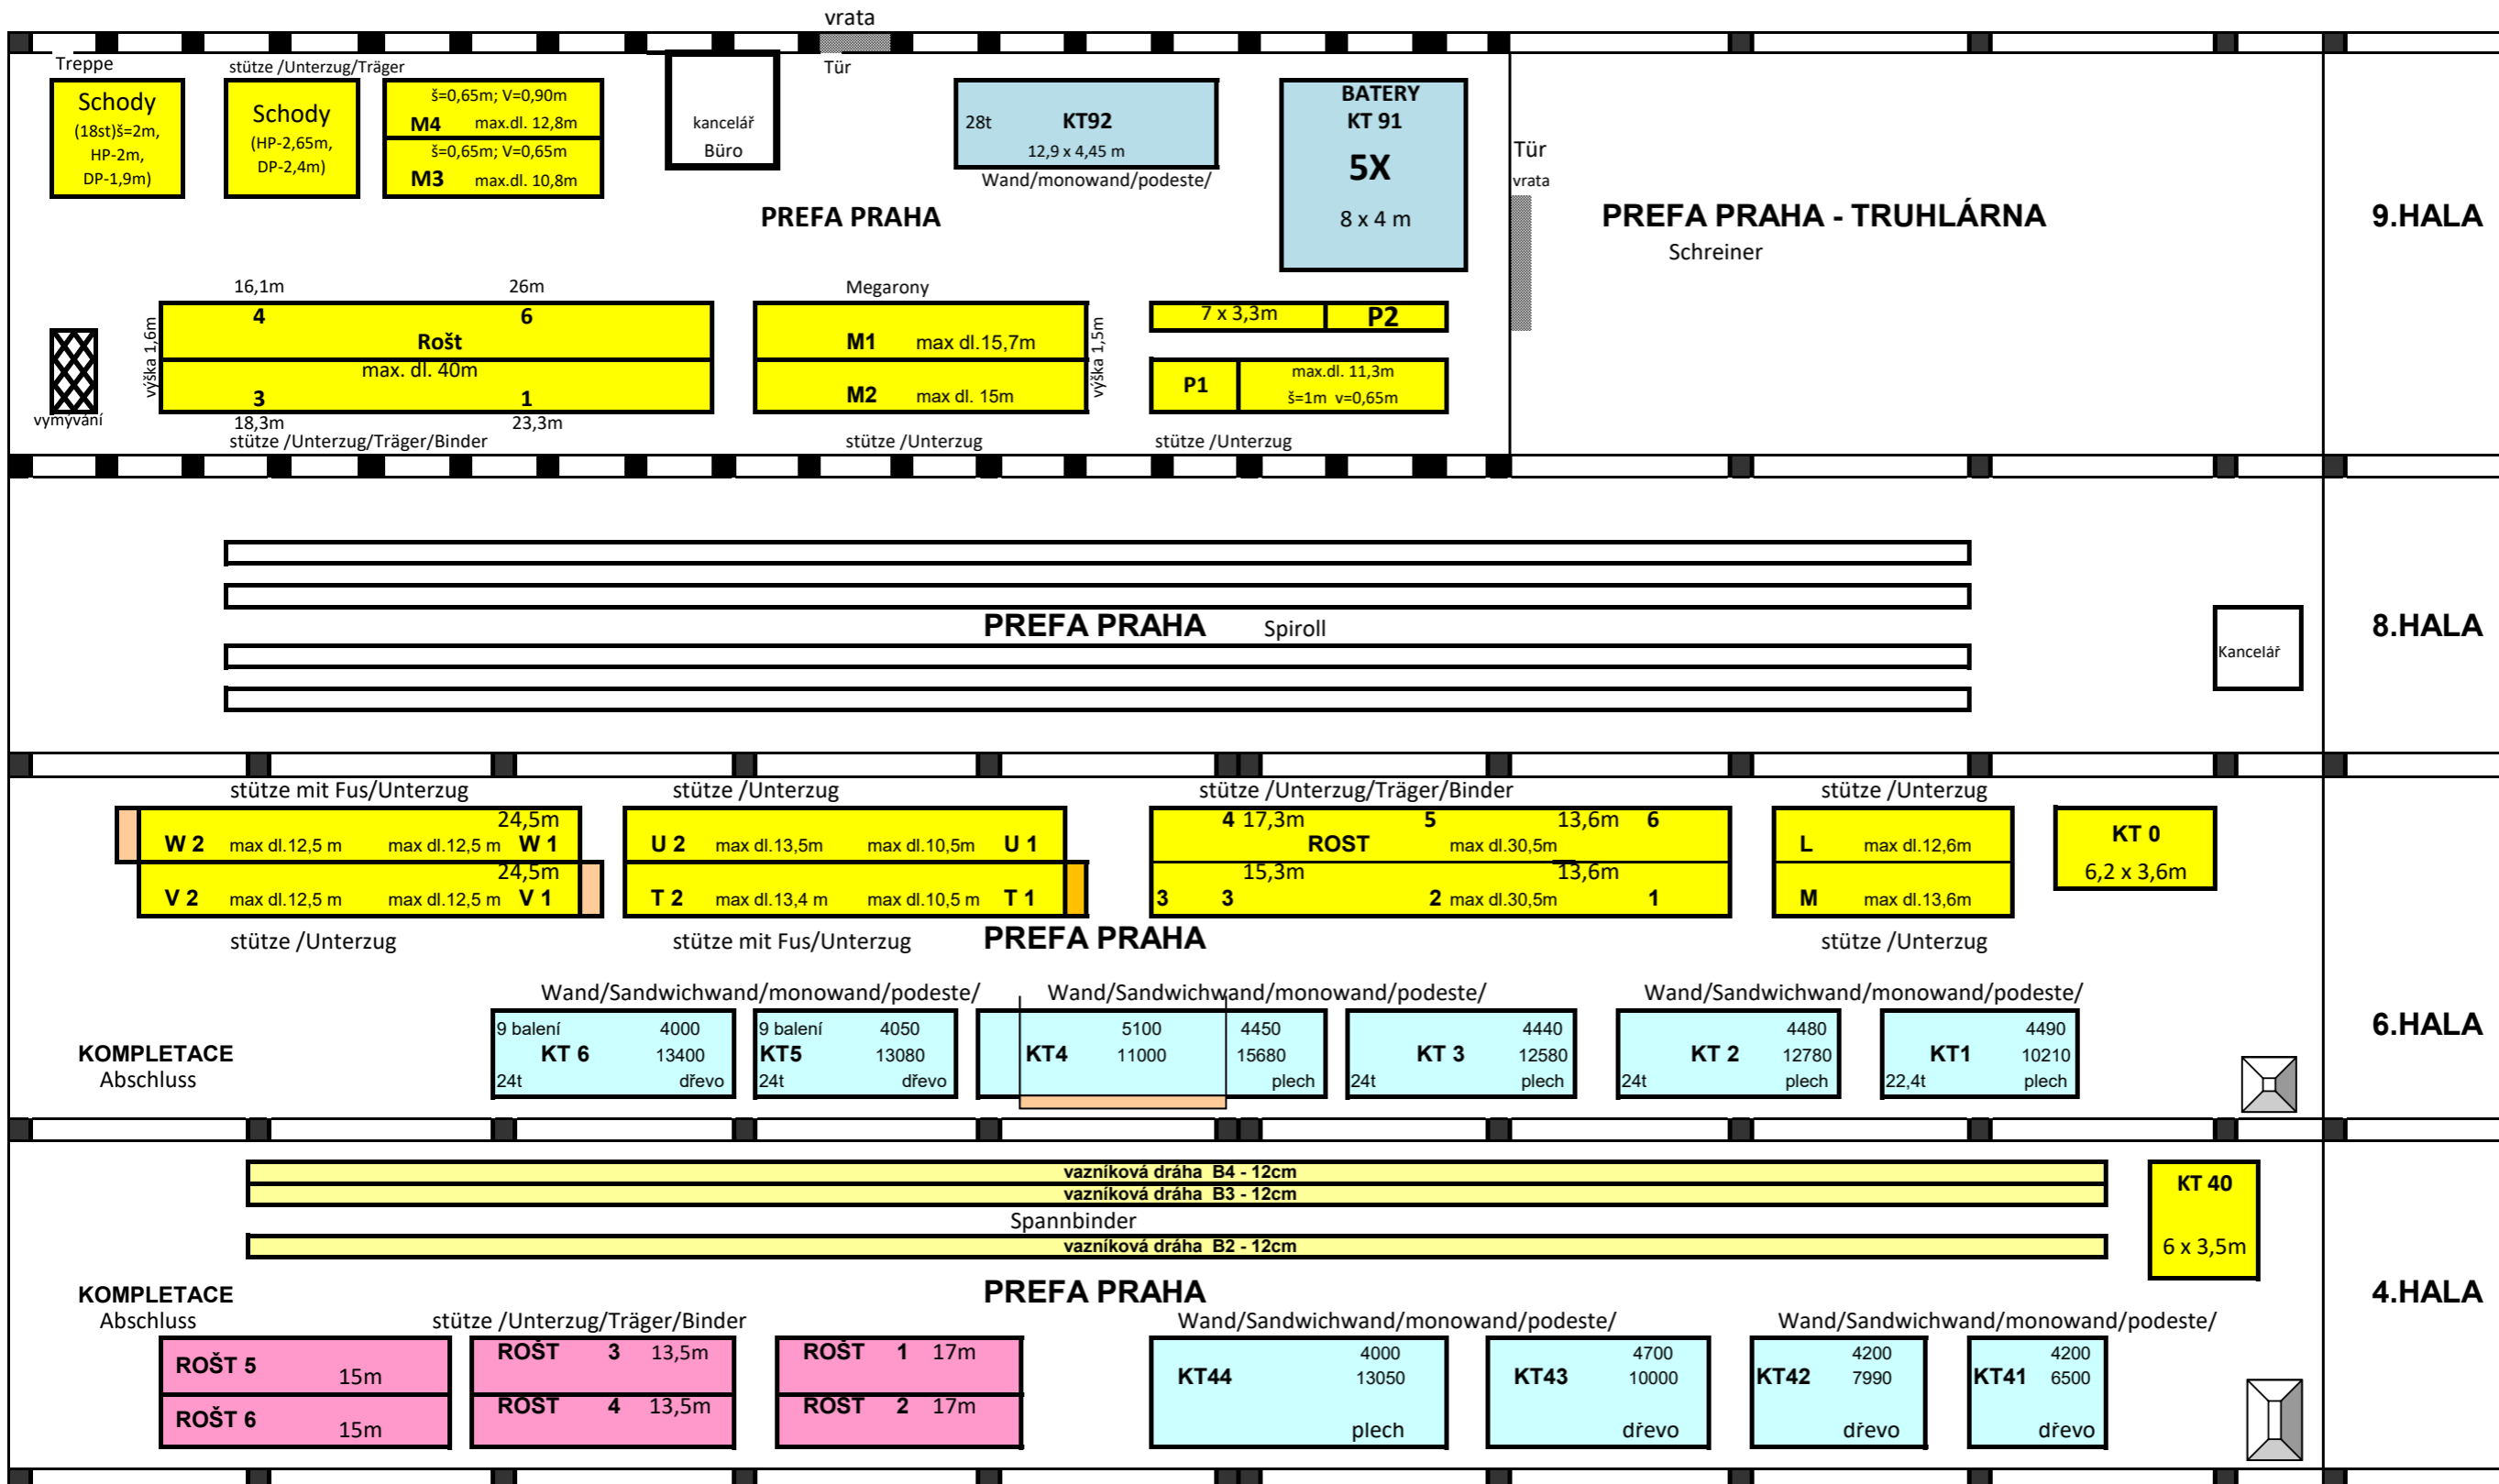 vrata
Treppe
stütze /Unterzug/Träger
Tür
Schody
(18st)š=2m,
HP-2m,
DP-1,9m)
Schody
(HP-2,65m,
DP-2,4m)
š=0,65m; V=0,90m
M4 max.dl. 12,8m
š=0,65m; V=0,65m
M3 max.dl. 10,8m
kancelář
Büro
28t KT92
12,9 x 4,45 m
Wand/monowand/podeste/
BATERY
KT 91
5X
8 x 4 m
Tür
vrata
PREFA PRAHA
PREFA PRAHA - TRUHLÁRNA
Schreiner
9.HALA
16,1m 26m
výška 1,6m
4 6
Rošt
max. dl. 40m
3 1
18,3m 23,3m
stütze /Unterzug/Träger/Binder
vymývání
Megarony
M1 max dl.15,7m
M2 max dl. 15m
výška 1,5m
stütze /Unterzug
7 x 3,3m P2
P1 max.dl. 11,3m
š=1m v=0,65m
stütze /Unterzug
PREFA PRAHA Spiroll
Kancelář
8.HALA
stütze mit Fus/Unterzug
24,5m
W 2 max dl.12,5 m max dl.12,5 m W 1
24,5m
V 2 max dl.12,5 m max dl.12,5 m V 1
stütze /Unterzug
stütze /Unterzug
U 2 max dl.13,5m max dl.10,5m U 1
T 2 max dl.13,4 m max dl.10,5 m T 1
stütze mit Fus/Unterzug
stütze /Unterzug/Träger/Binder
4 17,3m 5 13,6m 6
ROST max dl.30,5m
15,3m 13,6m
3 3 2 max dl.30,5m 1
stütze /Unterzug
L max dl.12,6m
M max dl.13,6m
stütze /Unterzug
KT 0
6,2 x 3,6m
PREFA PRAHA
6.HALA
KOMPLETACE
Abschluss
Wand/Sandwichwand/monowand/podeste/
9 balení 4000
KT 6 13400
24t dřevo
9 balení 4050
KT5 13080
24t dřevo
Wand/Sandwichwand/monowand/podeste/
5100 4450
KT4 11000 15680
plech
4440
KT 3 12580
24t plech
Wand/Sandwichwand/monowand/podeste/
4480
KT 2 12780
24t plech
4490
KT1 10210
22,4t plech
vazníková dráha B4 - 12cm
vazníková dráha B3 - 12cm
Spannbinder
vazníková dráha B2 - 12cm
KT 40
6 x 3,5m
PREFA PRAHA
4.HALA
KOMPLETACE
Abschluss
stütze /Unterzug/Träger/Binder
ROŠT 5 15m
ROŠT 6 15m
ROŠT 3 13,5m
ROŠT 4 13,5m
ROŠT 1 17m
ROŠT 2 17m
Wand/Sandwichwand/monowand/podeste/
4000
KT44 13050
plech
4700
KT43 10000
dřevo
Wand/Sandwichwand/monowand/podeste/
4200
KT42 7990
dřevo
4200
KT41 6500
dřevo